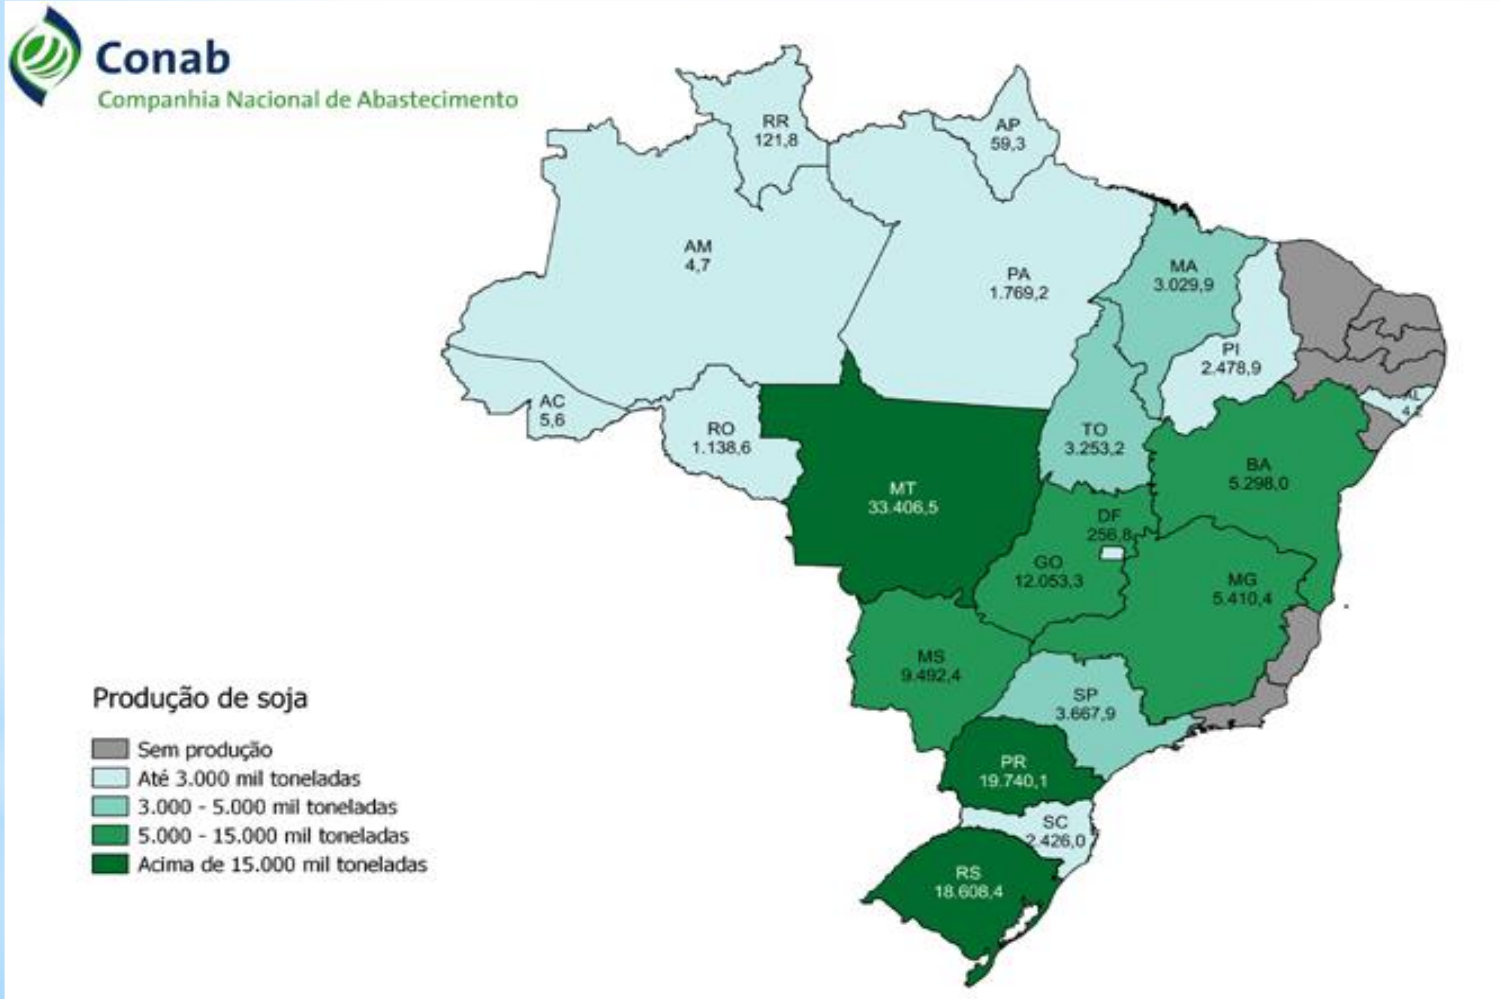 Conab
Companhia Nacional de Abastecimento
RR
121,8
AP
59,3
AM
4,7
PA
1.769,2
MA
3.029,9
PI
2.478,9
AC
5,6
RO
1.138,6
TO
3.253,2
MT
33.406,5
BA
5.298,0
DF
256,8
GO
12.053,3
MG
5.410,4
MS
9.492,4
SP
3.667,9
PR
19.740,1
SC
2.426,0
RS
18.608,4
Produção de soja
Sem produção
Até 3.000 mil toneladas
3.000 - 5.000 mil toneladas
5.000 - 15.000 mil toneladas
Acima de 15.000 mil toneladas